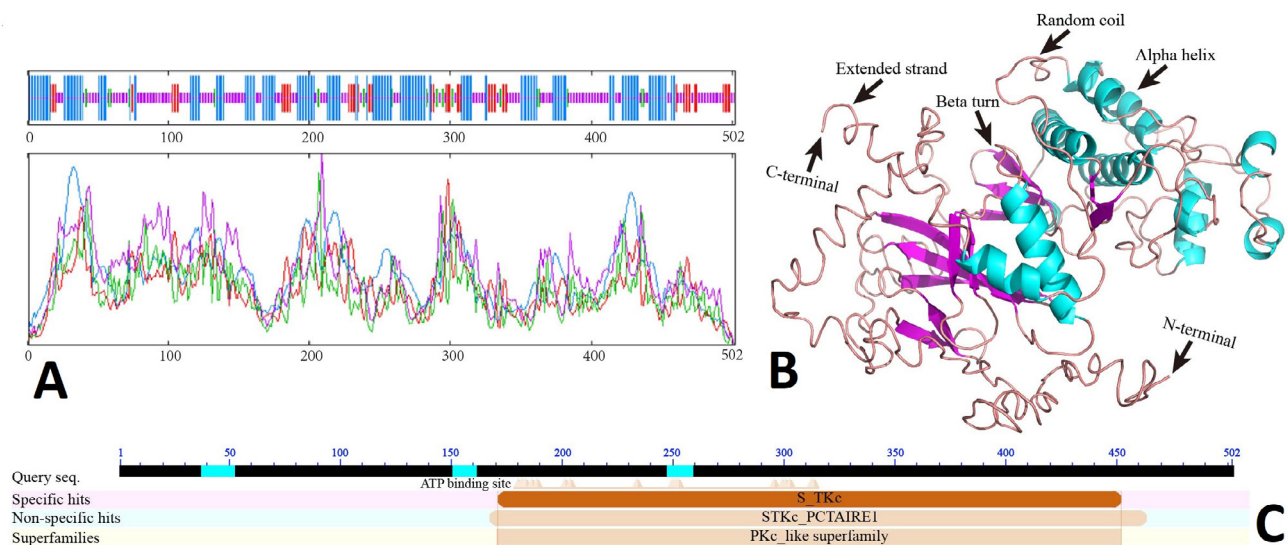 0 100 200 300 400 502
0 100 200 300 400 502
A
Random coil
Extended strand
Alpha helix
Beta turn
C-terminal
N-terminal
B
1 50 100 150 200 250 300 350 400 450 502
Query seq.
ATP binding site
Specific hits S_TKc
Non-specific hits STKc_PCTAIRE1
Superfamilies PKc_like superfamily
C